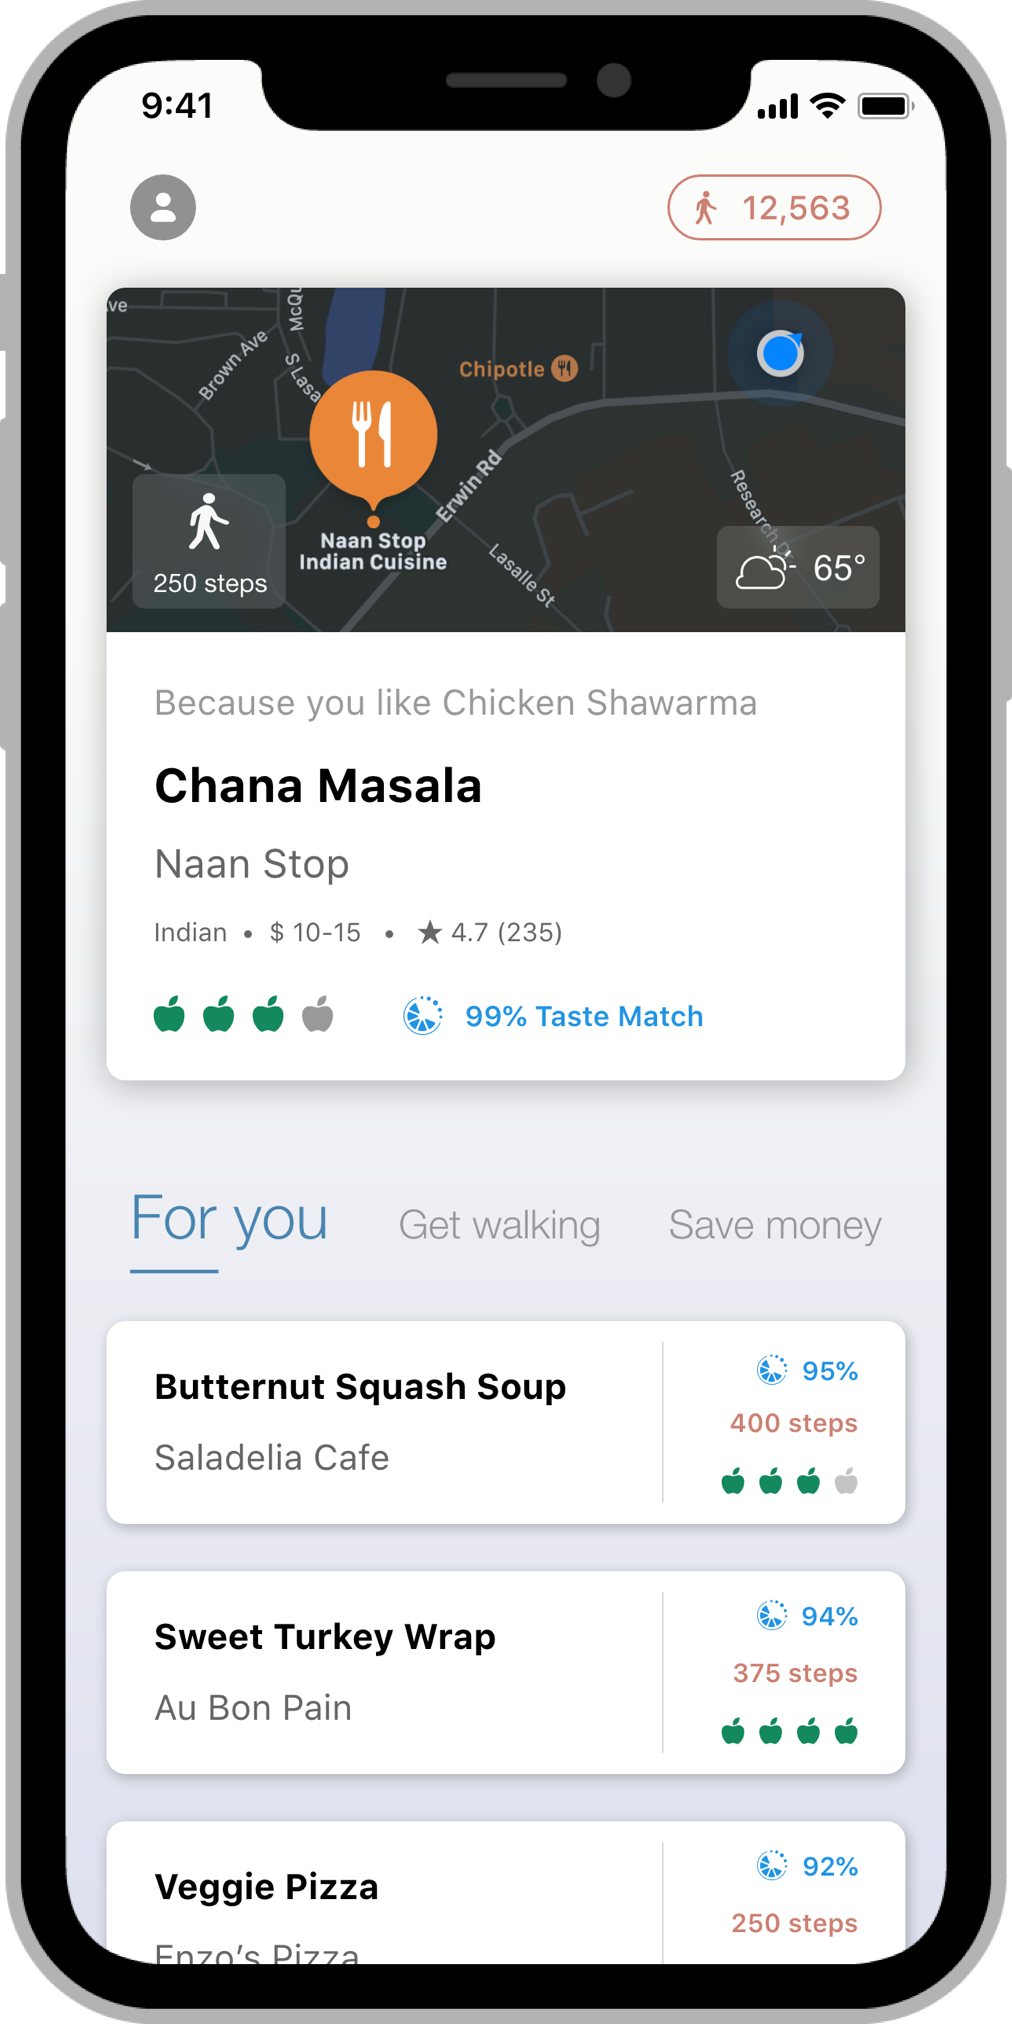 9:41
12,563
ve
McQu
Brown Ave
S Lasa
Chipotle
Erwin Rd
Research Dr
Naan Stop
Indian Cuisine
Lasalle St
250 steps
65°
Because you like Chicken Shawarma
Chana Masala
Naan Stop
Indian • $ 10-15 • ★ 4.7 (235)
99% Taste Match
For you Get walking Save money
Butternut Squash Soup
Saladelia Cafe
95%
400 steps
Sweet Turkey Wrap
Au Bon Pain
94%
375 steps
Veggie Pizza
Enzo's Pizza
92%
250 steps